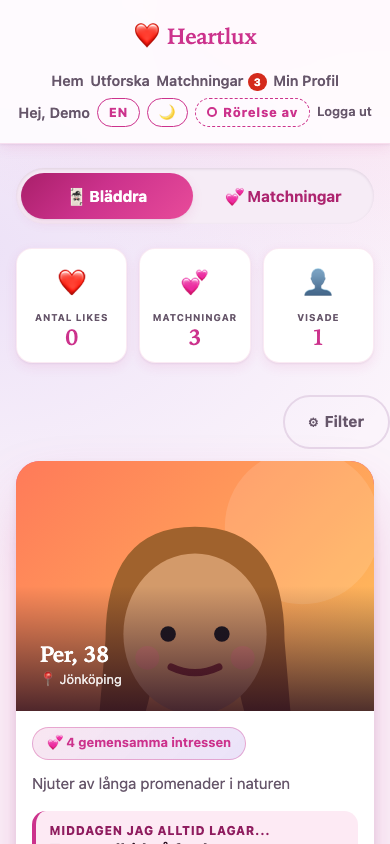 Heartlux
Hem Utforska Matchningar 3 Min Profil
Hej, Demo EN Rörelse av Logga ut
Bläddra Matchningar
ANTAL LIKES MATCHNINGAR VISADE
0 3 1
Filter
Per, 38
Jönköping
4 gemensamma intressen
Njuter av långa promenader i naturen
MIDDAGEN JAG ALLTID LAGAR...